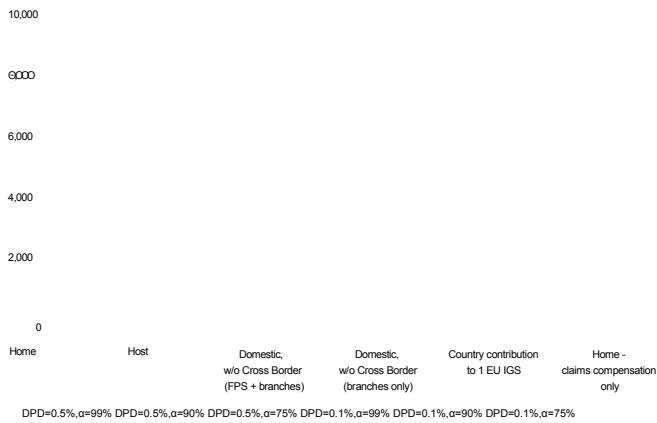 10,000
6,000
4,000
2,000
0
Home
Host
Domestic,
w/o Cross Border
(FPS + branches)
Domestic,
w/o Cross Border
(branches only)
Country contribution
to 1 EU IGS
Home -
claims compensation
only
DPD=0.5%,α=99% DPD=0.5%,α=90% DPD=0.5%,α=75% DPD=0.1%,α=99% DPD=0.1%,α=90% DPD=0.1%,α=75%